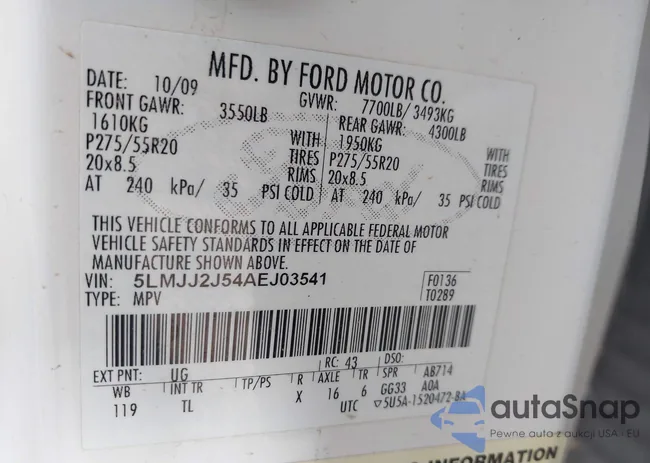 MFD. BY FORD MOTOR CO.
DATE: 10/09
GVWR: 7700LB/ 3493KG
FRONT GAWR: 3550LB
REAR GAWR: 4300LB
1610KG WITH
1950KG WITH
P275/55R20 TIRES
P275/55R20 TIRES
20x8.5 RIMS
20x8.5 RIMS
AT 240 kPa/ 35 PSI COLD
AT 240 kPa/ 35 PSI COLD
THIS VEHICLE CONFORMS TO ALL APPLICABLE FEDERAL MOTOR
VEHICLE SAFETY STANDARDS IN EFFECT ON THE DATE OF
MANUFACTURE SHOWN ABOVE.
VIN: 5LMJJ2J54AEJ03541
F0136
TYPE: MPV
T0289
EXT PNT: UG
RC: 43 DSO:
WB INT TR TP/PS R AXLE TR SPR AB714
119 TL X 16 6 GG33 A0A
UTC ▽5U5A-1520472-BA
autaSnap
Pewne auto z aukcji USA - EU
INFORMATION